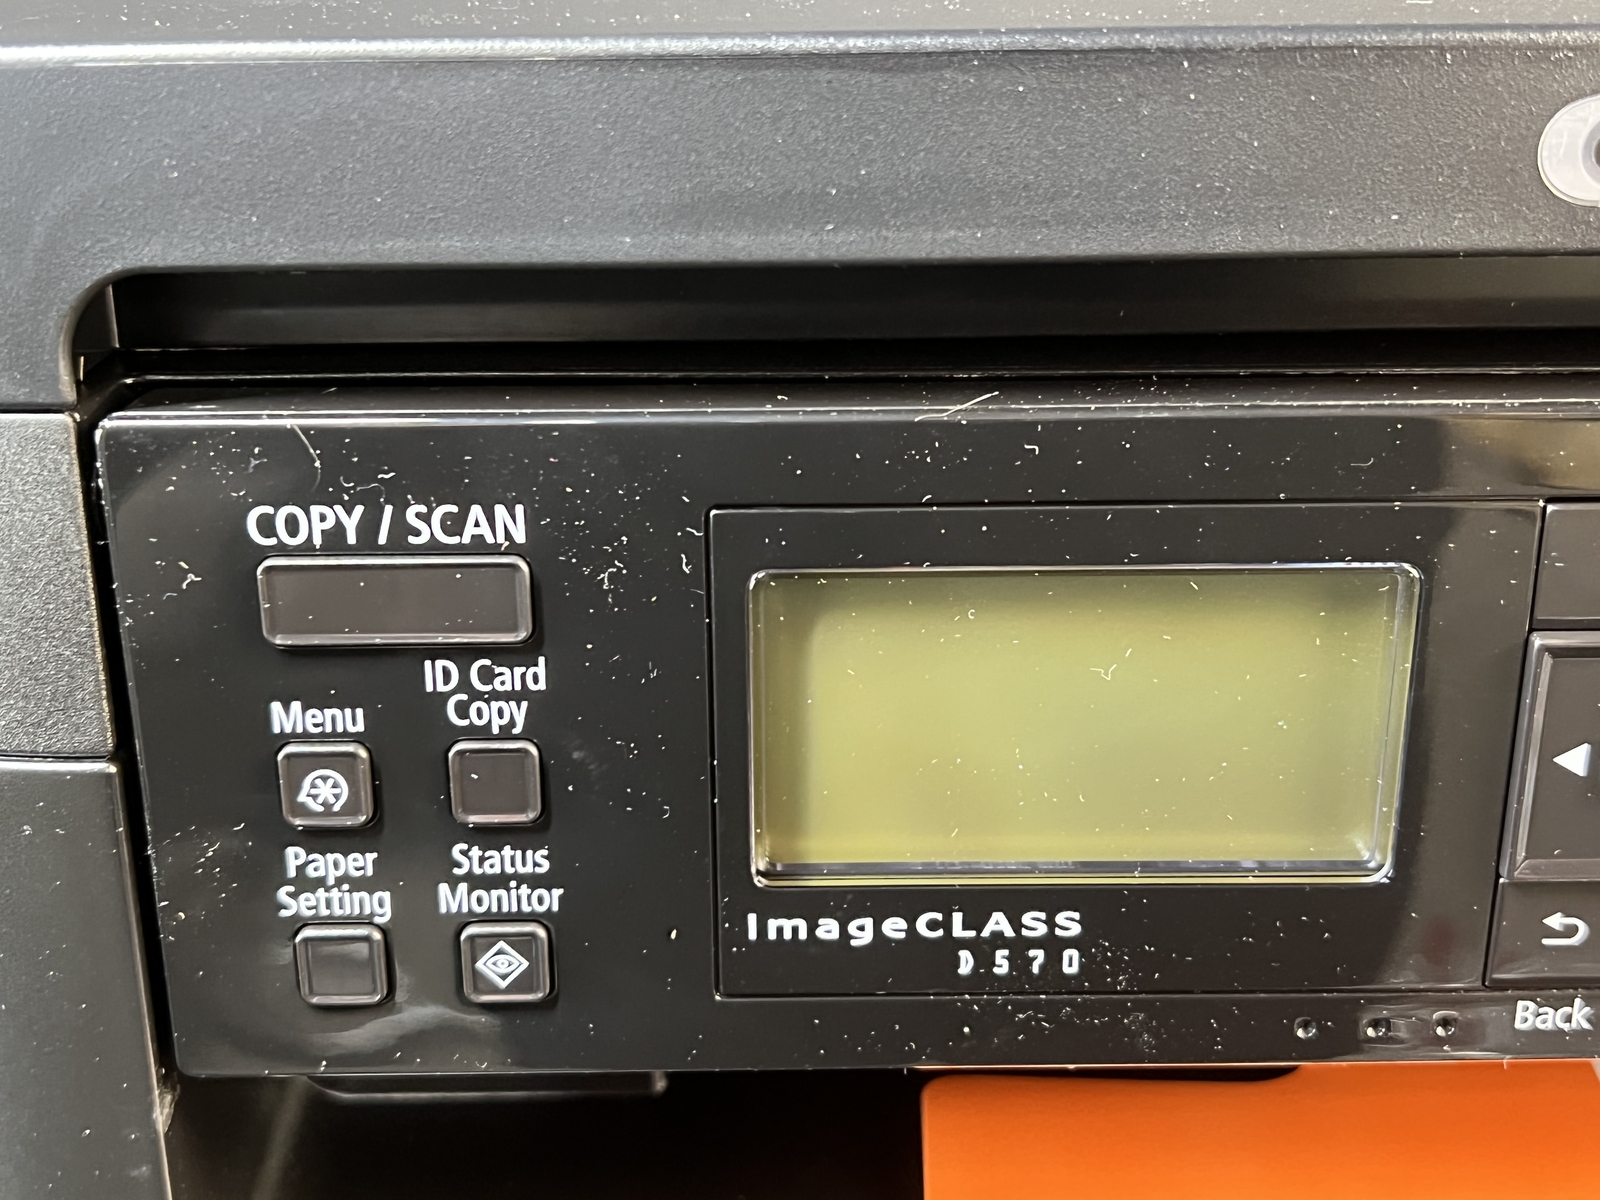 COPY / SCAN
ID Card
Copy
Menu
Paper
Setting
Status
Monitor
ImageCLASS
D570
Back